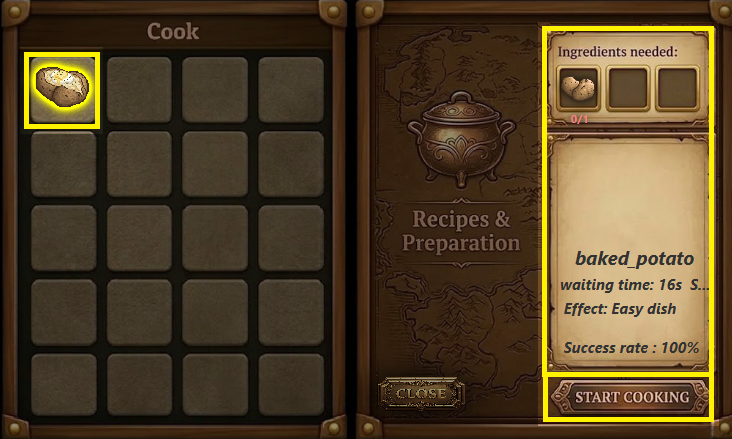 Cook
Ingredients needed:
0/1
Recipes &
Preparation
baked_potato
waiting time: 16s S...
Effect: Easy dish
Success rate : 100%
CLOSE
START COOKING